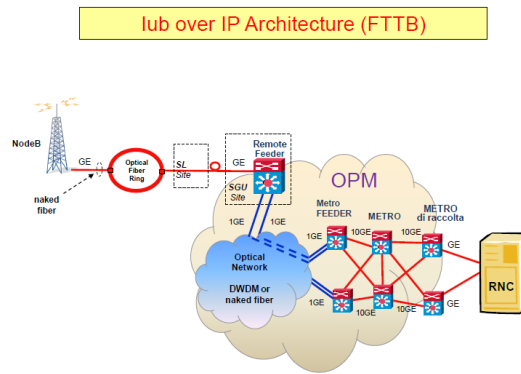 Iub over IP Architecture (FTTB)
NodeB
GE
naked
fiber
Optical
Fiber
Ring
SL
Site
GE
Remote
Feeder
SGU
Site
OPM
1GE
1GE
Optical
Network
DWDM or
naked fiber
Metro
FEEDER
METRO
METRO
di raccolta
1GE
10GE
10GE
GE
1GE
10GE
10GE
GE
RNC